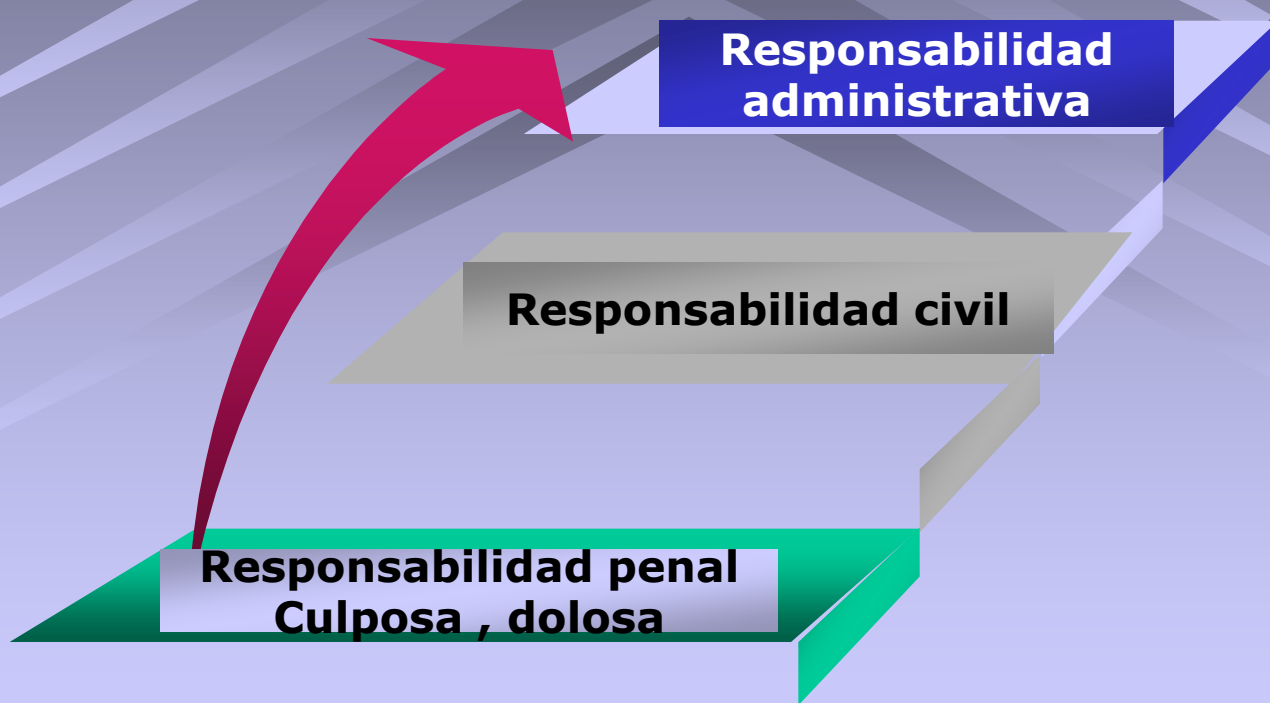 Responsabilidad
administrativa
Responsabilidad civil
Responsabilidad penal
Culposa , dolosa